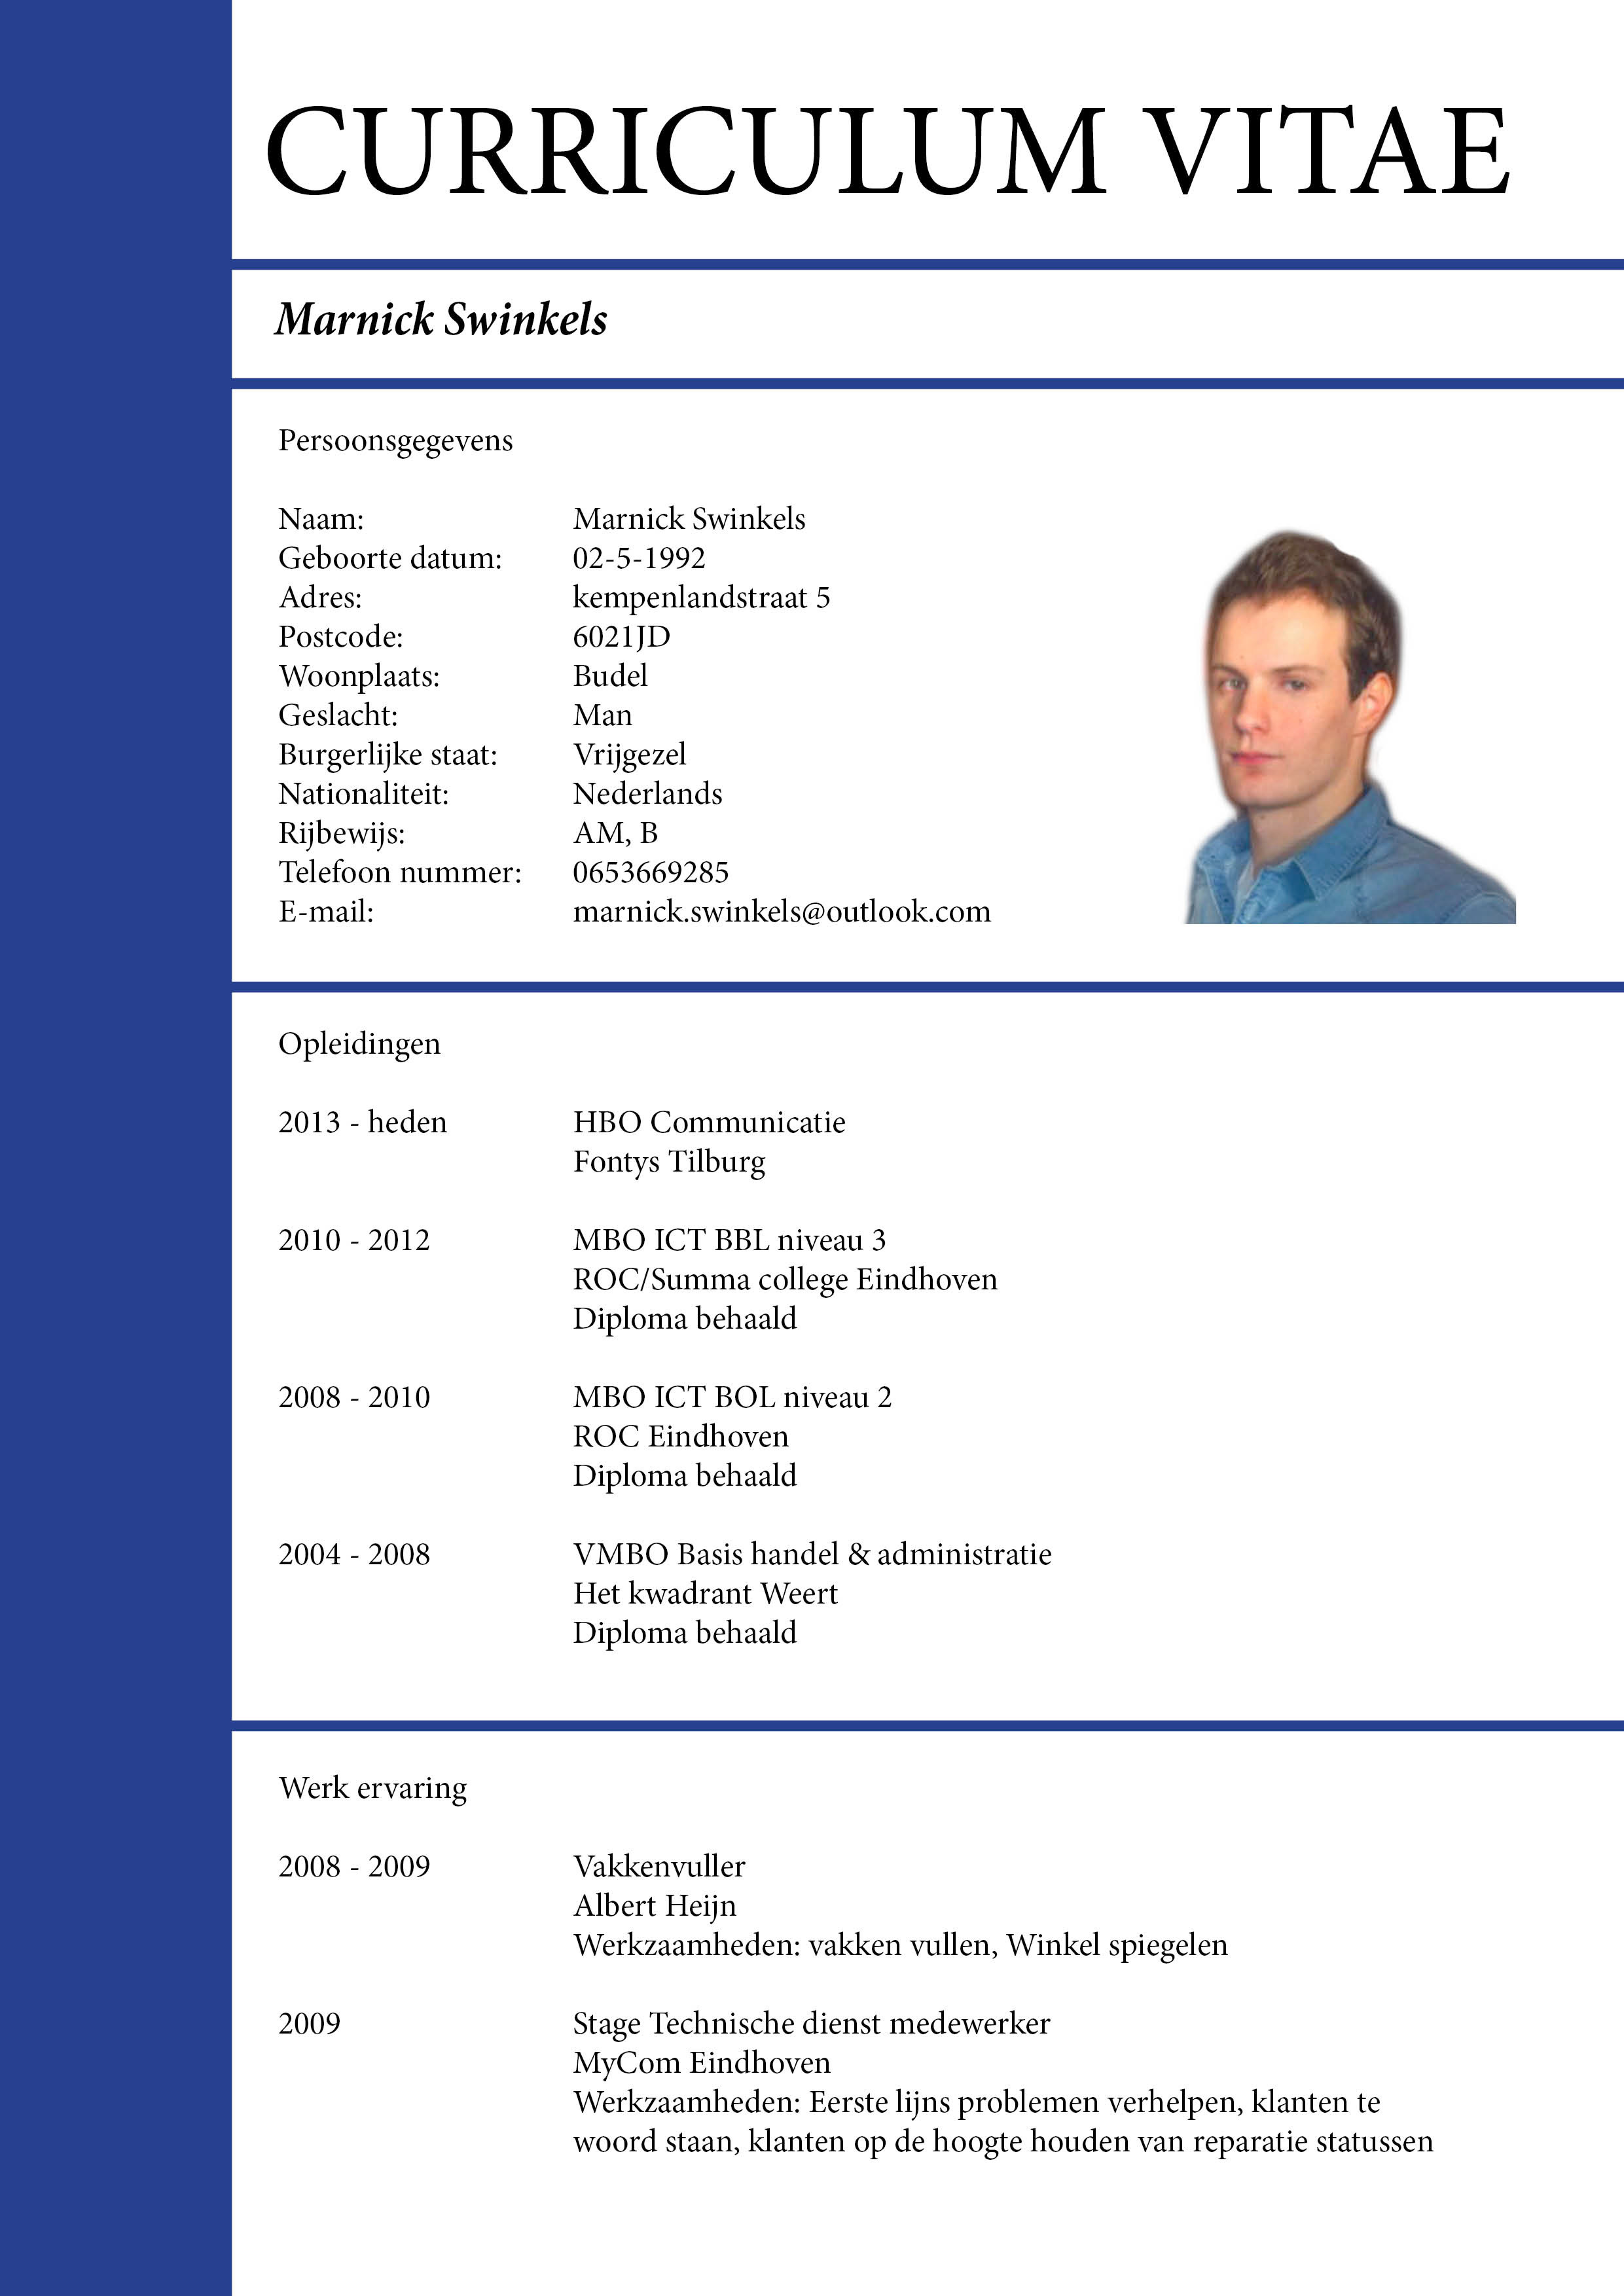 CURRICULUM VITAE
Marnick Swinkels
Persoonsgegevens
Naam: Marnick Swinkels
Geboorte datum: 02-5-1992
Adres: kempenlandstraat 5
Postcode: 6021JD
Woonplaats: Budel
Geslacht: Man
Burgerlijke staat: Vrijgezel
Nationaliteit: Nederlands
Rijbewijs: AM, B
Telefoon nummer: 0653669285
E-mail: marnick.swinkels@outlook.com
Opleidingen
2013 - heden HBO Communicatie
Fontys Tilburg
2010 - 2012 MBO ICT BBL niveau 3
ROC/Summa college Eindhoven
Diploma behaald
2008 - 2010 MBO ICT BOL niveau 2
ROC Eindhoven
Diploma behaald
2004 - 2008 VMBO Basis handel & administratie
Het kwadrant Weert
Diploma behaald
Werk ervaring
2008 - 2009 Vakkenvuller
Albert Heijn
Werkzaamheden: vakken vullen, Winkel spiegelen
2009 Stage Technische dienst medewerker
MyCom Eindhoven
Werkzaamheden: Eerste lijns problemen verhelpen, klanten te
woord staan, klanten op de hoogte houden van reparatie statussen